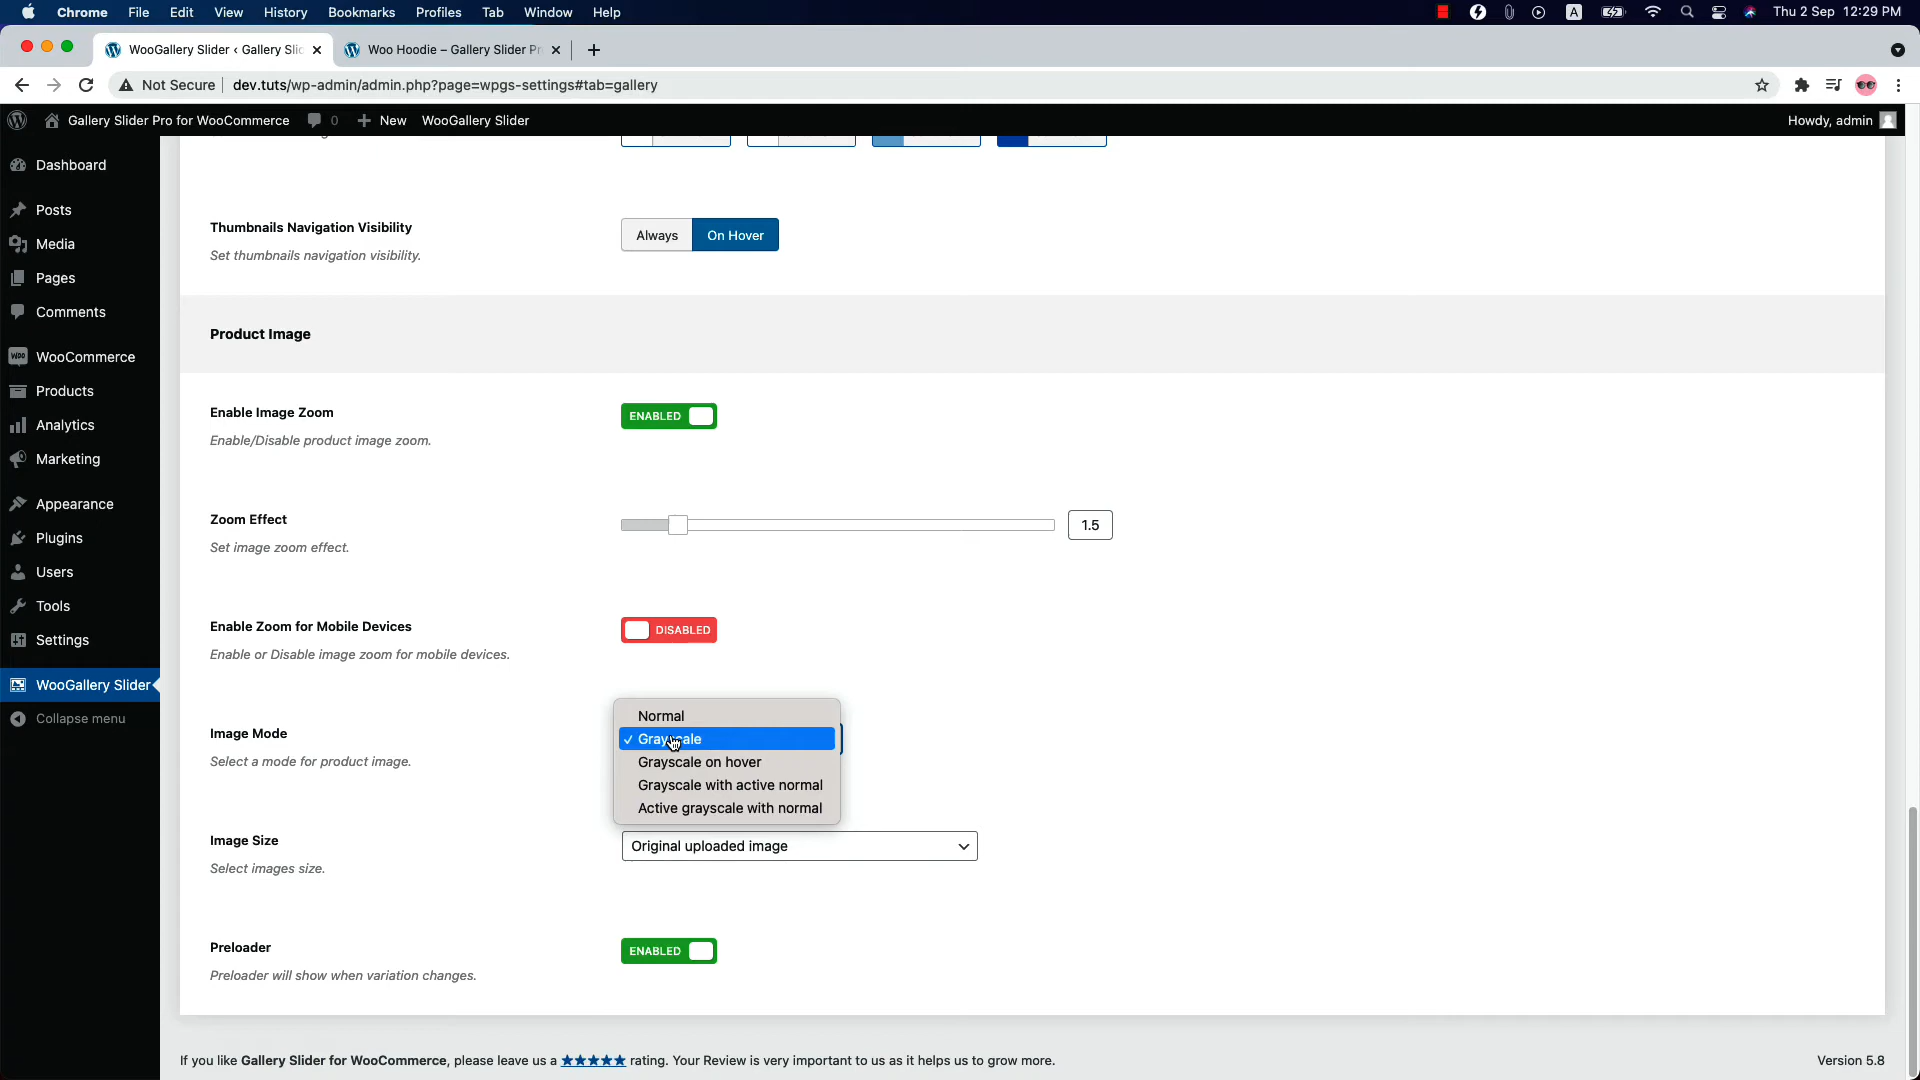 Chrome File Edit View History Bookmarks Profiles Tab Window Help A Thu 2 Sep 12:29 PM
WooGallery Slider ‹ Gallery Slid Woo Hoodie – Gallery Slider Pr
Not Secure dev.tuts/wp-admin/admin.php?page=wpgs-settings#tab=gallery
Gallery Slider Pro for WooCommerce 0 New WooGallery Slider Howdy, admin
Dashboard
Posts
Media
Pages
Comments
WooCommerce
Products
Analytics
Marketing
Appearance
Plugins
Users
Tools
Settings
WooGallery Slider
Collapse menu
Thumbnails Navigation Visibility
Set thumbnails navigation visibility.
Always On Hover
Product Image
Enable Image Zoom
Enable/Disable product image zoom.
ENABLED
Zoom Effect
Set image zoom effect.
1.5
Enable Zoom for Mobile Devices
Enable or Disable image zoom for mobile devices.
DISABLED
Image Mode
Select a mode for product image.
Normal
✓ Grayscale
Grayscale on hover
Grayscale with active normal
Active grayscale with normal
Image Size
Select images size.
Original uploaded image
Preloader
Preloader will show when variation changes.
ENABLED
If you like Gallery Slider for WooCommerce, please leave us a ★★★★★ rating. Your Review is very important to us as it helps us to grow more.
Version 5.8